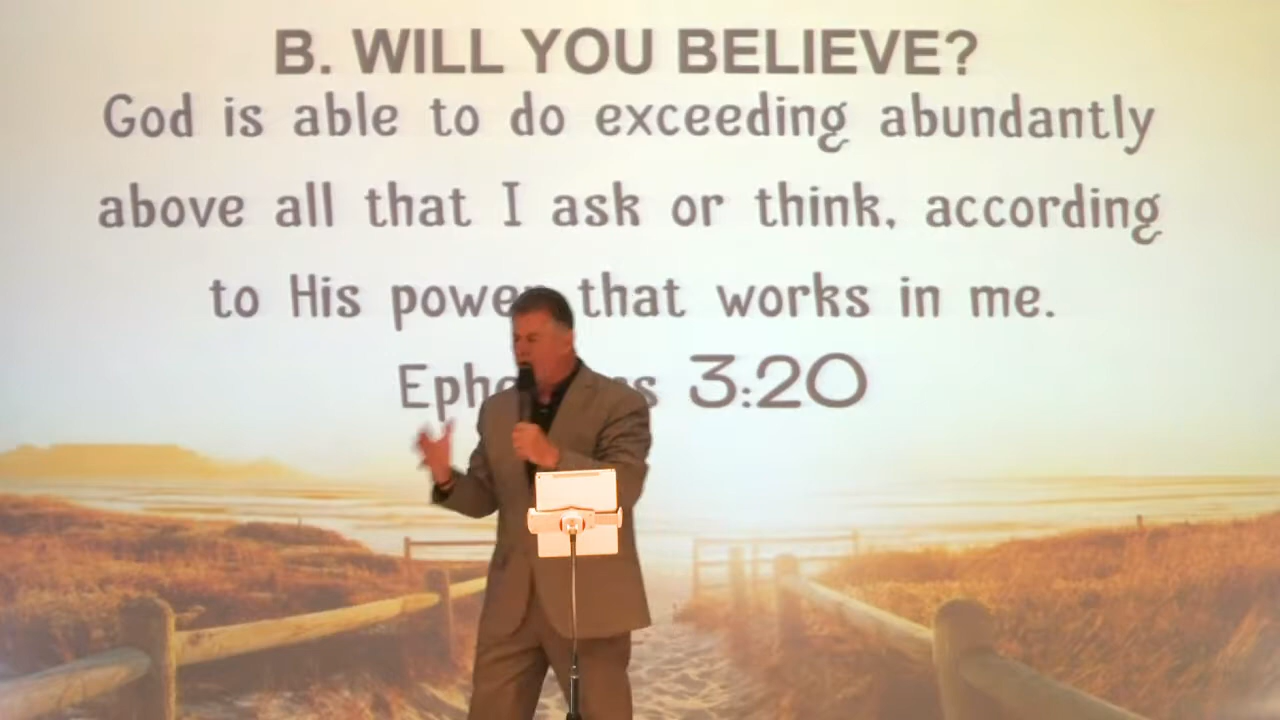 B. WILL YOU BELIEVE?
God is able to do exceeding abundantly
above all that I ask or think, according
to His power that works in me.
3:20